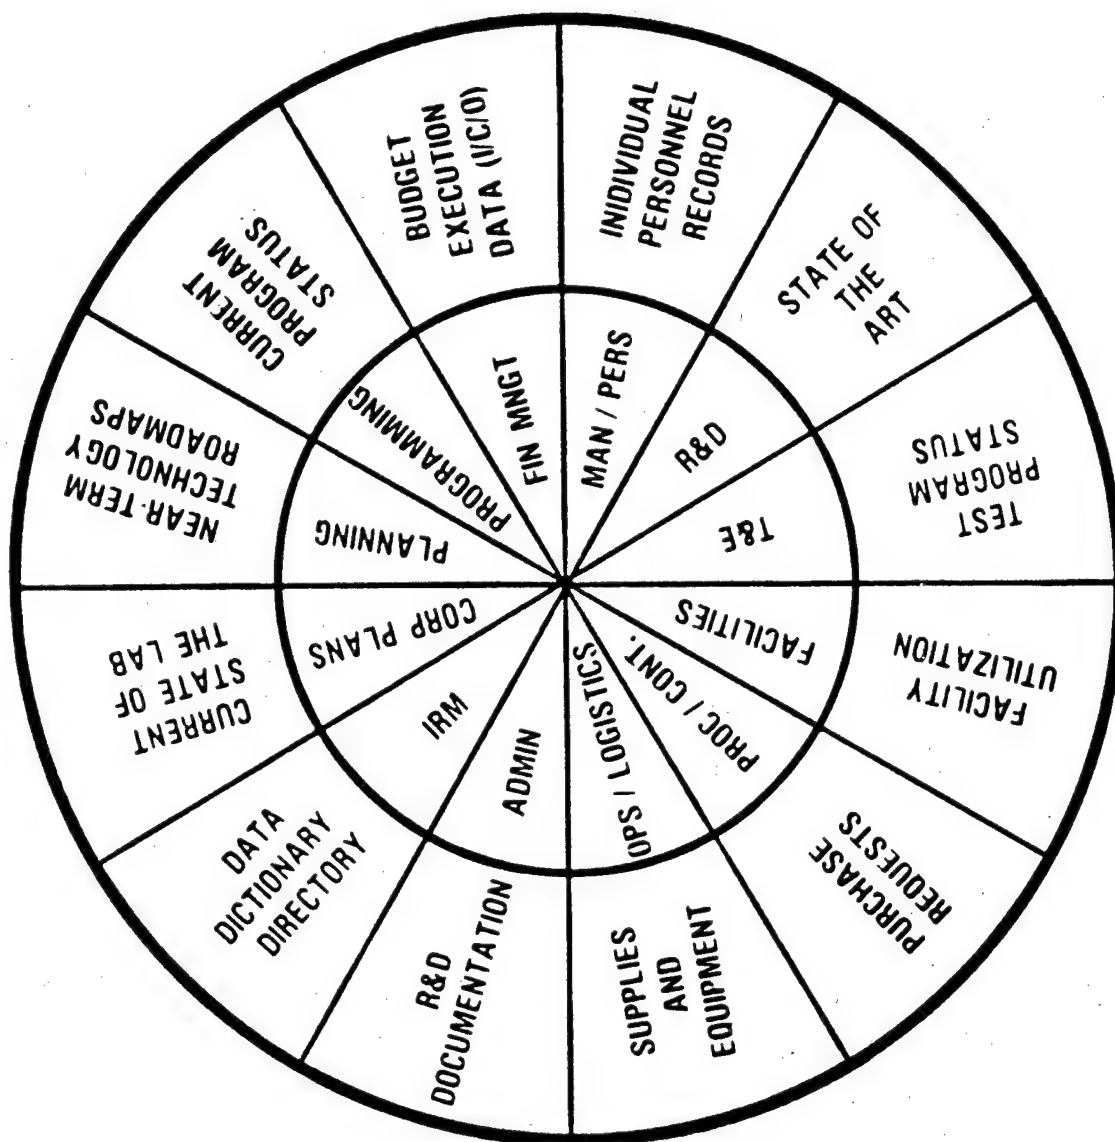 INIDIVIDUAL
PERSONNEL
RECORDS
STATE OF
THE
ART
TEST
PROGRAM
STATUS
FACILITY
UTILIZATION
PURCHASE
REQUESTS
SUPPLIES
AND
EQUIPMENT
R&D
DOCUMENTATION
DATA
DICTIONARY
DIRECTORY
CURRENT
STATE OF
THE LAB
NEAR-TERM
TECHNOLOGY
ROADMAPS
CURRENT
PROGRAM
STATUS
BUDGET
EXECUTION
DATA (I/C/O)
MAN / PERS
R&D
T&E
FACILITIES
PROC / CONT.
OPS / LOGISTICS
ADMIN
IRM
CORP PLANS
PLANNING
PROGRAMMING
FIN MNGT